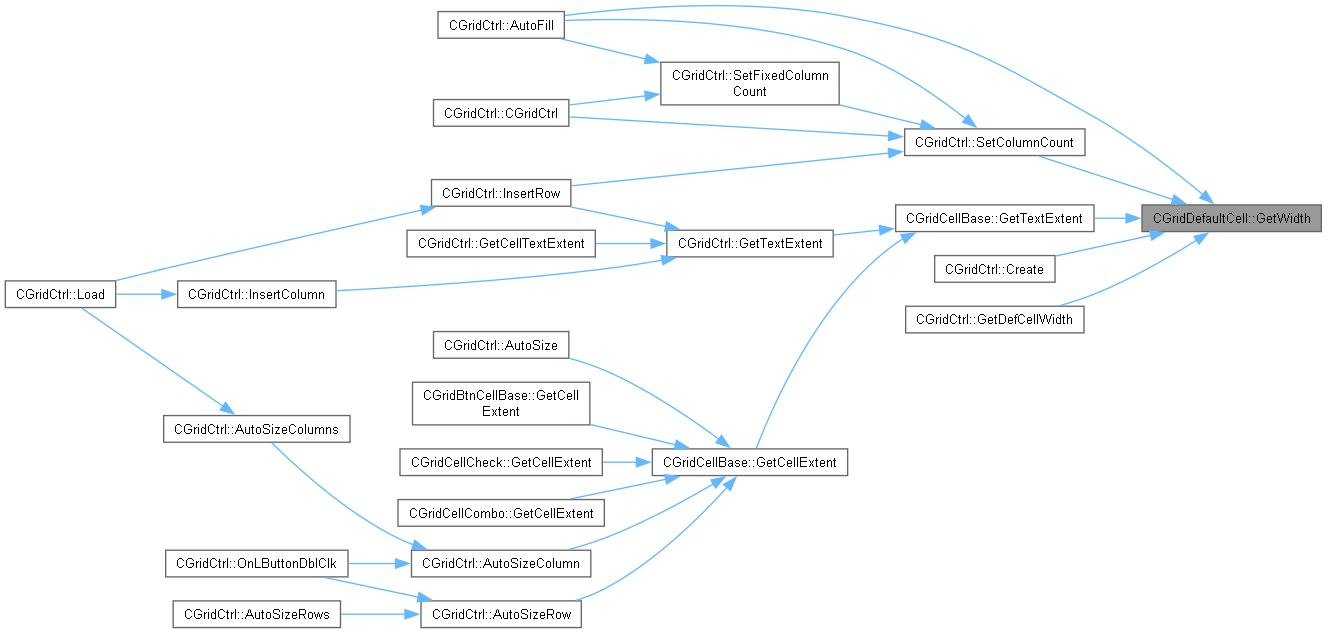 CGridCtrl::AutoFill
CGridCtrl::SetFixedColumn
Count
CGridCtrl::CGridCtrl
CGridCtrl::SetColumnCount
CGridCtrl::InsertRow
CGridCellBase::GetTextExtent
CGridDefaultCell::GetWidth
CGridCtrl::GetCellTextExtent
CGridCtrl::GetTextExtent
CGridCtrl::Create
CGridCtrl::Load
CGridCtrl::InsertColumn
CGridCtrl::GetDefCellWidth
CGridCtrl::AutoSize
CGridBtnCellBase::GetCell
Extent
CGridCtrl::AutoSizeColumns
CGridCellCheck::GetCellExtent
CGridCellBase::GetCellExtent
CGridCellCombo::GetCellExtent
CGridCtrl::OnLButtonDblClk
CGridCtrl::AutoSizeColumn
CGridCtrl::AutoSizeRows
CGridCtrl::AutoSizeRow